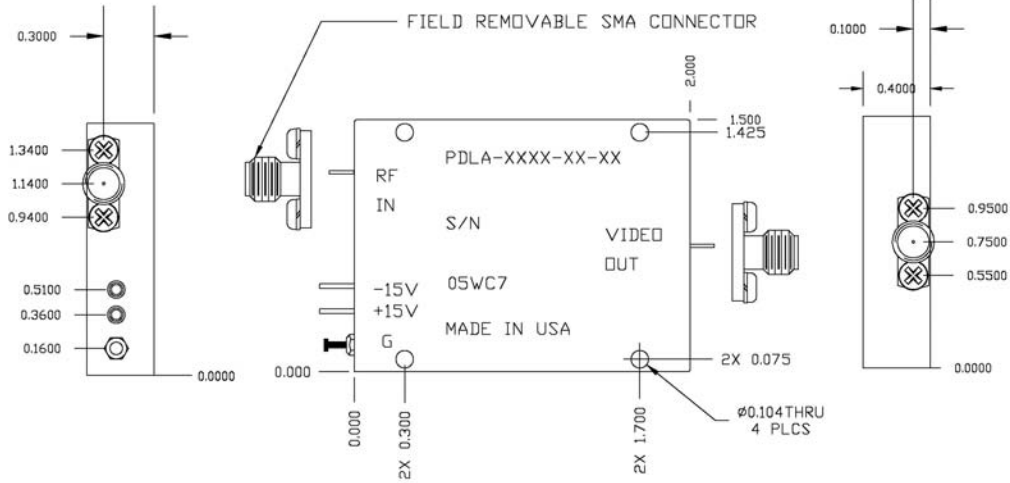 FIELD REMOVABLE SMA CONNECTOR
0.3000
1.3400
1.1400
0.9400
0.5100
0.3600
0.1600
0.0000
2.000
1.500
1.425
PDLA-XXXX-XX-XX
RF
IN
S/N
VIDEO
OUT
-15V
05WC7
+15V
MADE IN USA
G
0.000
0.000
2X 0.300
2X 1.700
2X 0.075
Ø0.104THRU
4 PLCS
0.1000
0.4000
0.9500
0.7500
0.5500
0.0000